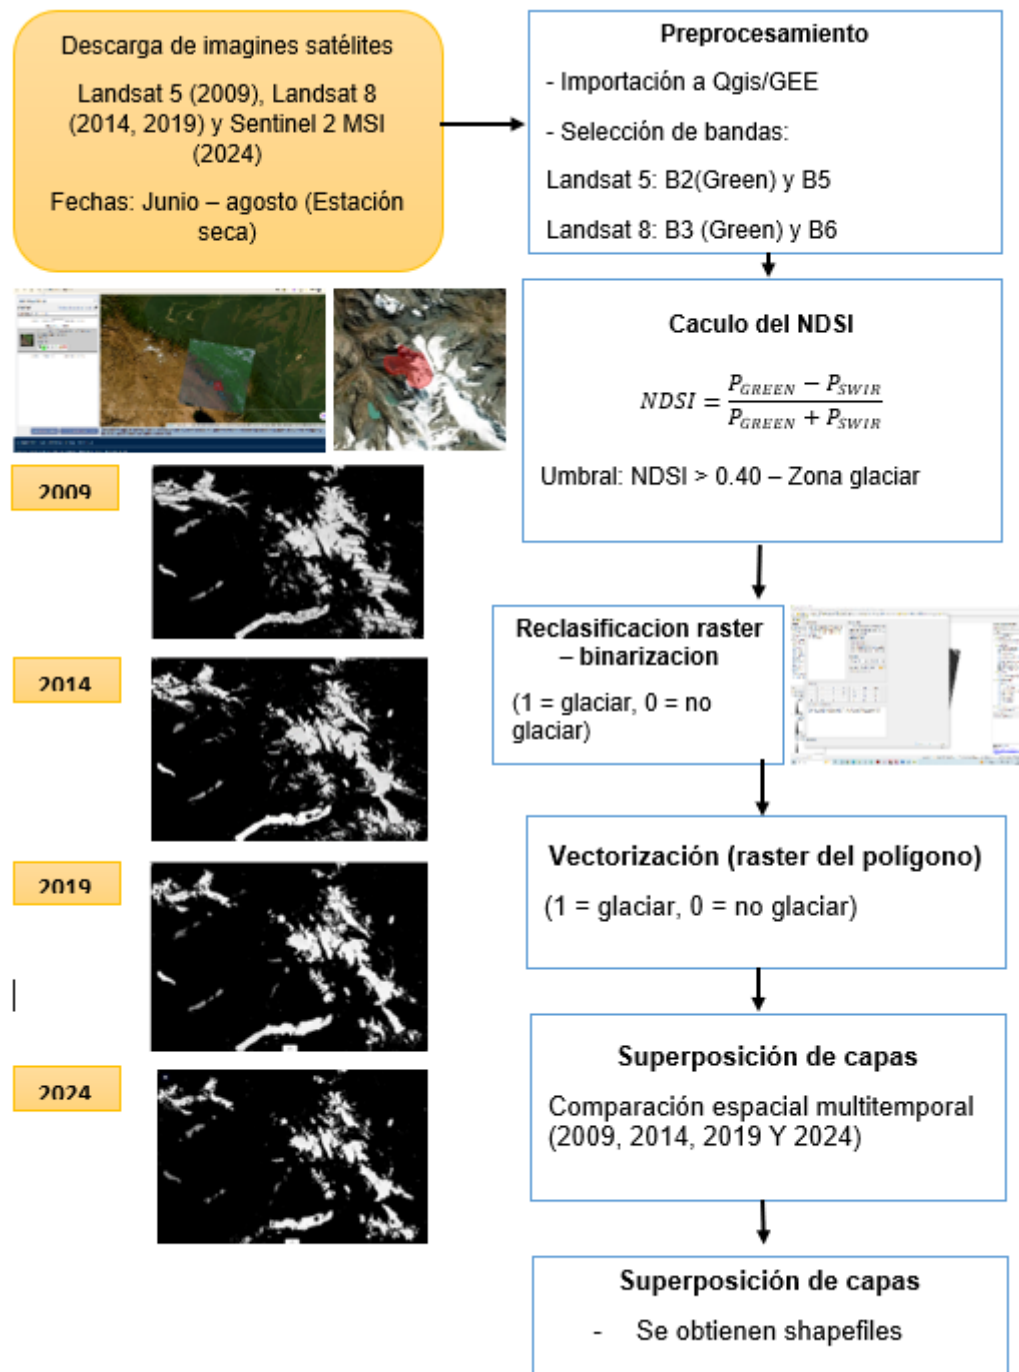 Descarga de imagines satélites
Landsat 5 (2009), Landsat 8
(2014, 2019) y Sentinel 2 MSI
(2024)
Fechas: Junio – agosto (Estación
seca)
Preprocesamiento
- Importación a Qgis/GEE
- Selección de bandas:
Landsat 5: B2(Green) y B5
Landsat 8: B3 (Green) y B6
Caculo del NDSI
NDSI = (P_GREEN − P_SWIR) / (P_GREEN + P_SWIR)
Umbral: NDSI > 0.40 – Zona glaciar
2009
2014
2019
2024
Reclasificacion raster
– binarizacion
(1 = glaciar, 0 = no
glaciar)
Vectorización (raster del polígono)
(1 = glaciar, 0 = no glaciar)
Superposición de capas
Comparación espacial multitemporal
(2009, 2014, 2019 Y 2024)
Superposición de capas
- Se obtienen shapefiles